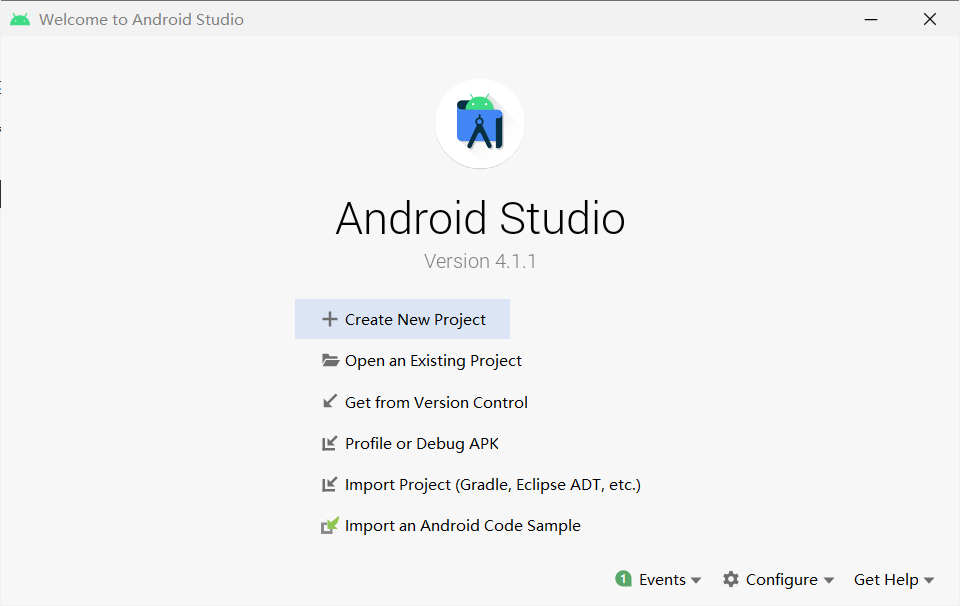 Welcome to Android Studio
Android Studio
Version 4.1.1
Create New Project
Open an Existing Project
Get from Version Control
Profile or Debug APK
Import Project (Gradle, Eclipse ADT, etc.)
Import an Android Code Sample
1 Events Configure Get Help